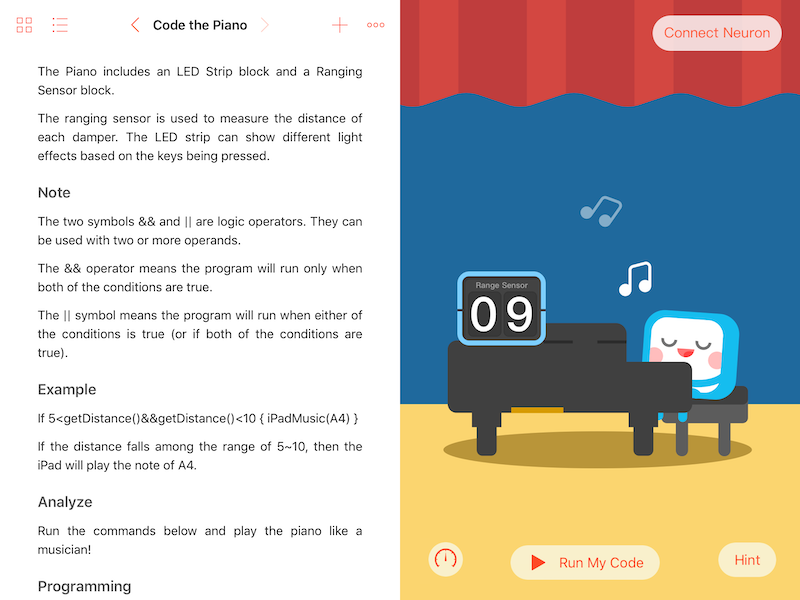 Code the Piano
The Piano includes an LED Strip block and a Ranging
Sensor block.
The ranging sensor is used to measure the distance of
each damper. The LED strip can show different light
effects based on the keys being pressed.
Note
The two symbols && and || are logic operators. They can
be used with two or more operands.
The && operator means the program will run only when
both of the conditions are true.
The || symbol means the program will run when either of
the conditions is true (or if both of the conditions are
true).
Example
If 5<getDistance()&&getDistance()<10 { iPadMusic(A4) }
If the distance falls among the range of 5~10, then the
iPad will play the note of A4.
Analyze
Run the commands below and play the piano like a
musician!
Programming
Connect Neuron
Range Sensor
09
Run My Code
Hint